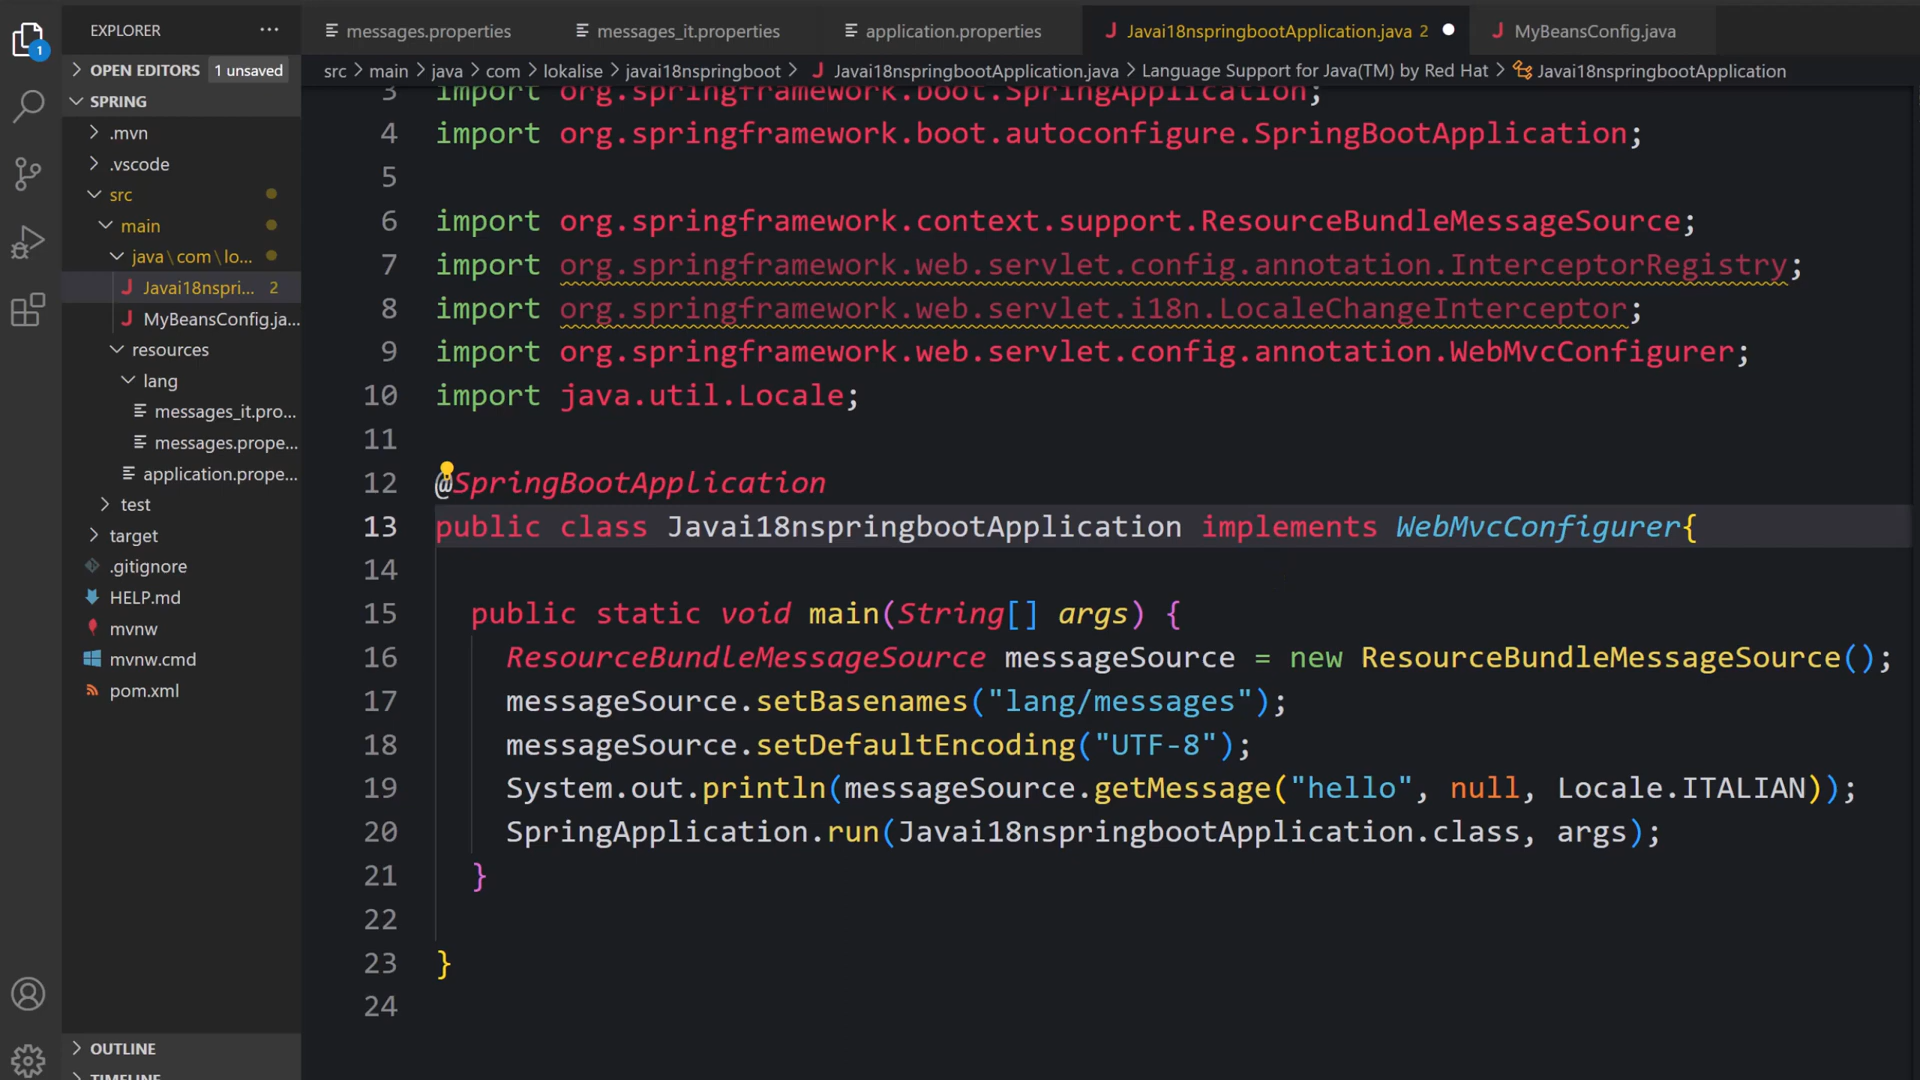 EXPLORER
···
messages.properties
messages_it.properties
application.properties
Javai18nspringbootApplication.java 2
MyBeansConfig.java
1
OPEN EDITORS 1 unsaved
src > main > java > com > lokalise > javai18nspringboot > Javai18nspringbootApplication.java > Language Support for Java(TM) by Red Hat > Javai18nspringbootApplication
SPRING
.mvn
.vscode
src
main
java\com\lo...
Javai18nspri... 2
MyBeansConfig.ja...
resources
lang
messages_it.pro...
messages.prope...
application.prope...
test
target
.gitignore
HELP.md
mvnw
mvnw.cmd
pom.xml
OUTLINE
TIMELINE
3 import org.springframework.boot.SpringApplication;
4 import org.springframework.boot.autoconfigure.SpringBootApplication;
5
6 import org.springframework.context.support.ResourceBundleMessageSource;
7 import org.springframework.web.servlet.config.annotation.InterceptorRegistry;
8 import org.springframework.web.servlet.i18n.LocaleChangeInterceptor;
9 import org.springframework.web.servlet.config.annotation.WebMvcConfigurer;
10 import java.util.Locale;
11
12 @SpringBootApplication
13 public class Javai18nspringbootApplication implements WebMvcConfigurer{
14
15 public static void main(String[] args) {
16 ResourceBundleMessageSource messageSource = new ResourceBundleMessageSource();
17 messageSource.setBasenames("lang/messages");
18 messageSource.setDefaultEncoding("UTF-8");
19 System.out.println(messageSource.getMessage("hello", null, Locale.ITALIAN));
20 SpringApplication.run(Javai18nspringbootApplication.class, args);
21 }
22
23 }
24